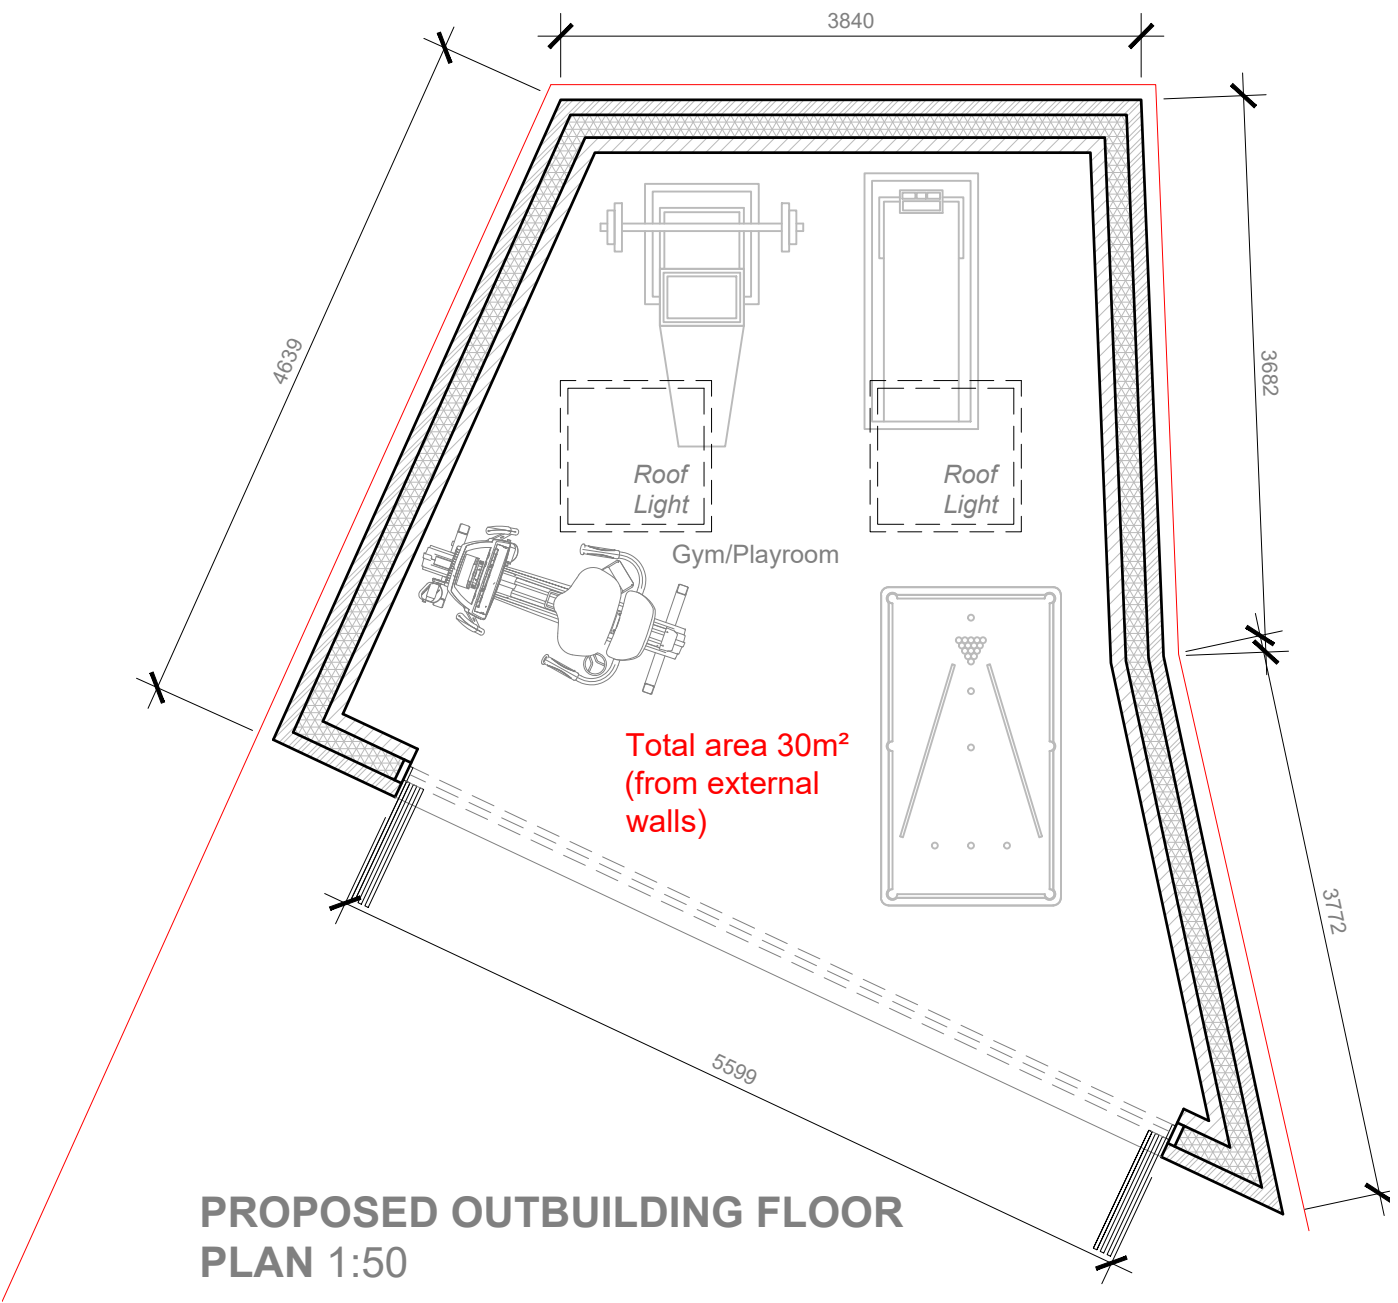 3840
4639
3682
Roof
Light
Roof
Light
Gym/Playroom
Total area 30m²
(from external
walls)
3772
5599
PROPOSED OUTBUILDING FLOOR
PLAN 1:50